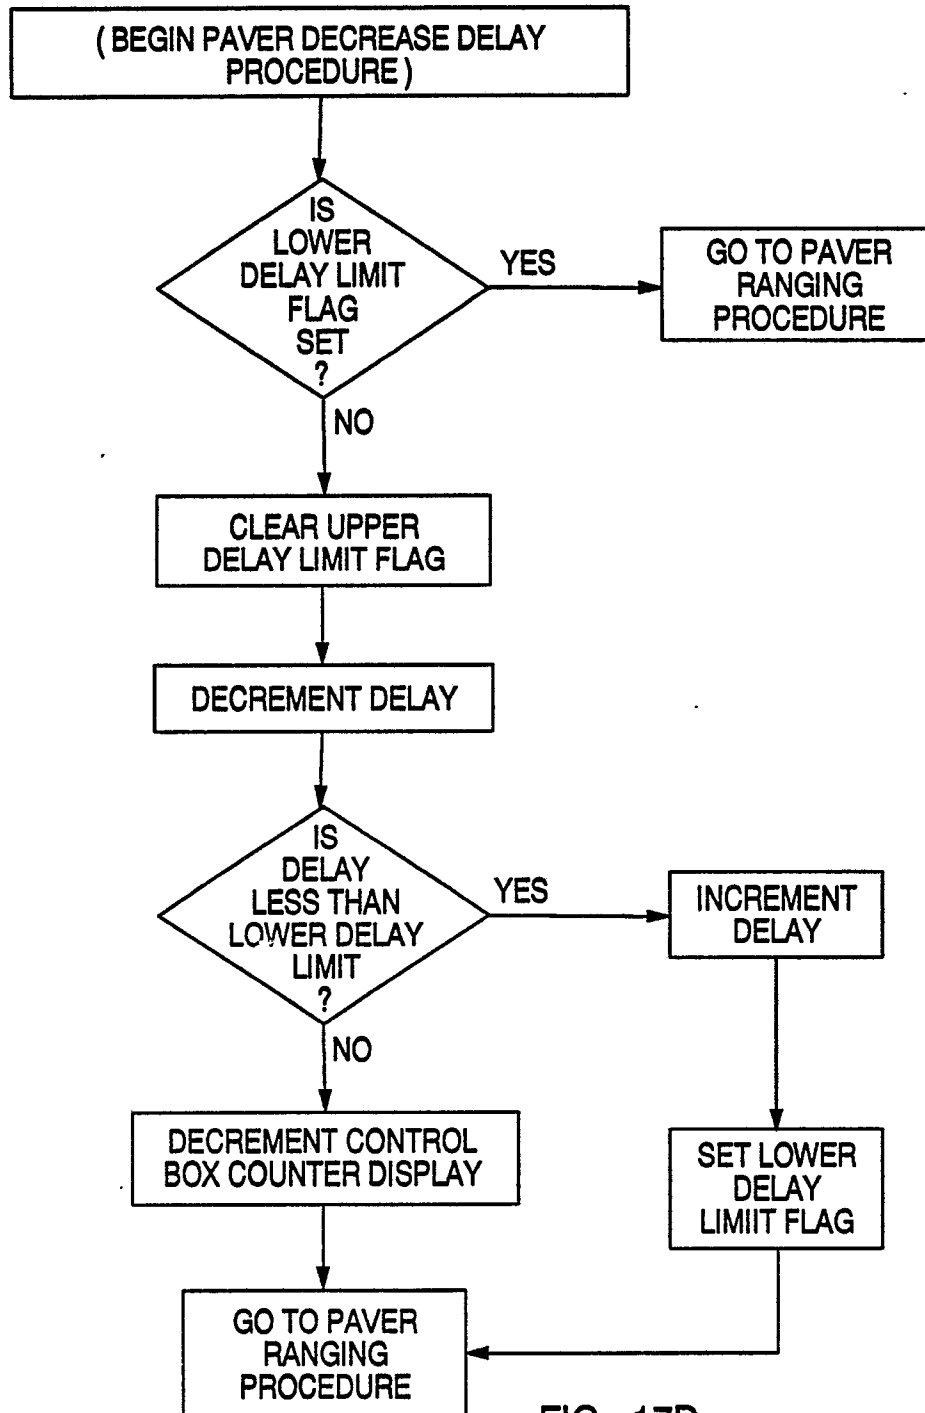 ( BEGIN PAVER DECREASE DELAY
PROCEDURE )
IS
LOWER
DELAY LIMIT
FLAG
SET
?
YES
GO TO PAVER
RANGING
PROCEDURE
NO
CLEAR UPPER
DELAY LIMIT FLAG
DECREMENT DELAY
IS
DELAY
LESS THAN
LOWER DELAY
LIMIT
?
YES
INCREMENT
DELAY
NO
DECREMENT CONTROL
BOX COUNTER DISPLAY
SET LOWER
DELAY
LIMIIT FLAG
GO TO PAVER
RANGING
PROCEDURE